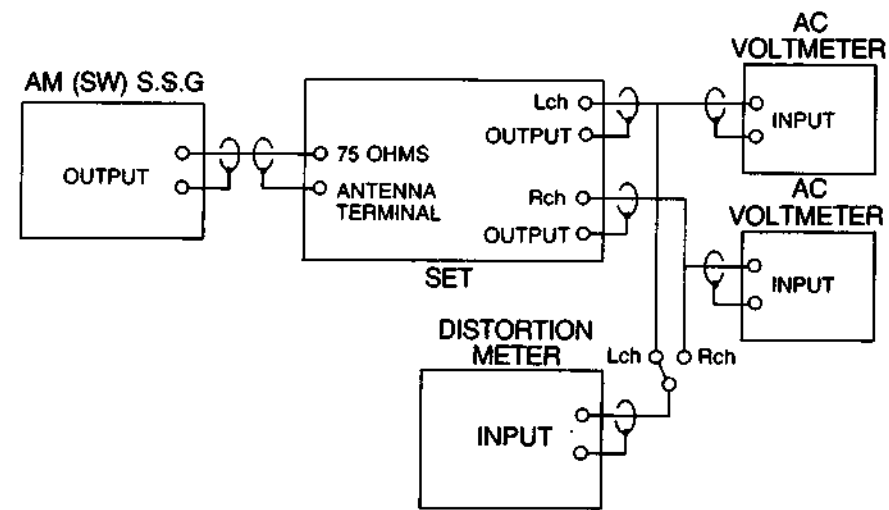 AM (SW) S.S.G
OUTPUT
75 OHMS
ANTENNA
TERMINAL
Lch
OUTPUT
Rch
OUTPUT
SET
AC
VOLTMETER
INPUT
AC
VOLTMETER
INPUT
DISTORTION
METER
INPUT
Lch
Rch